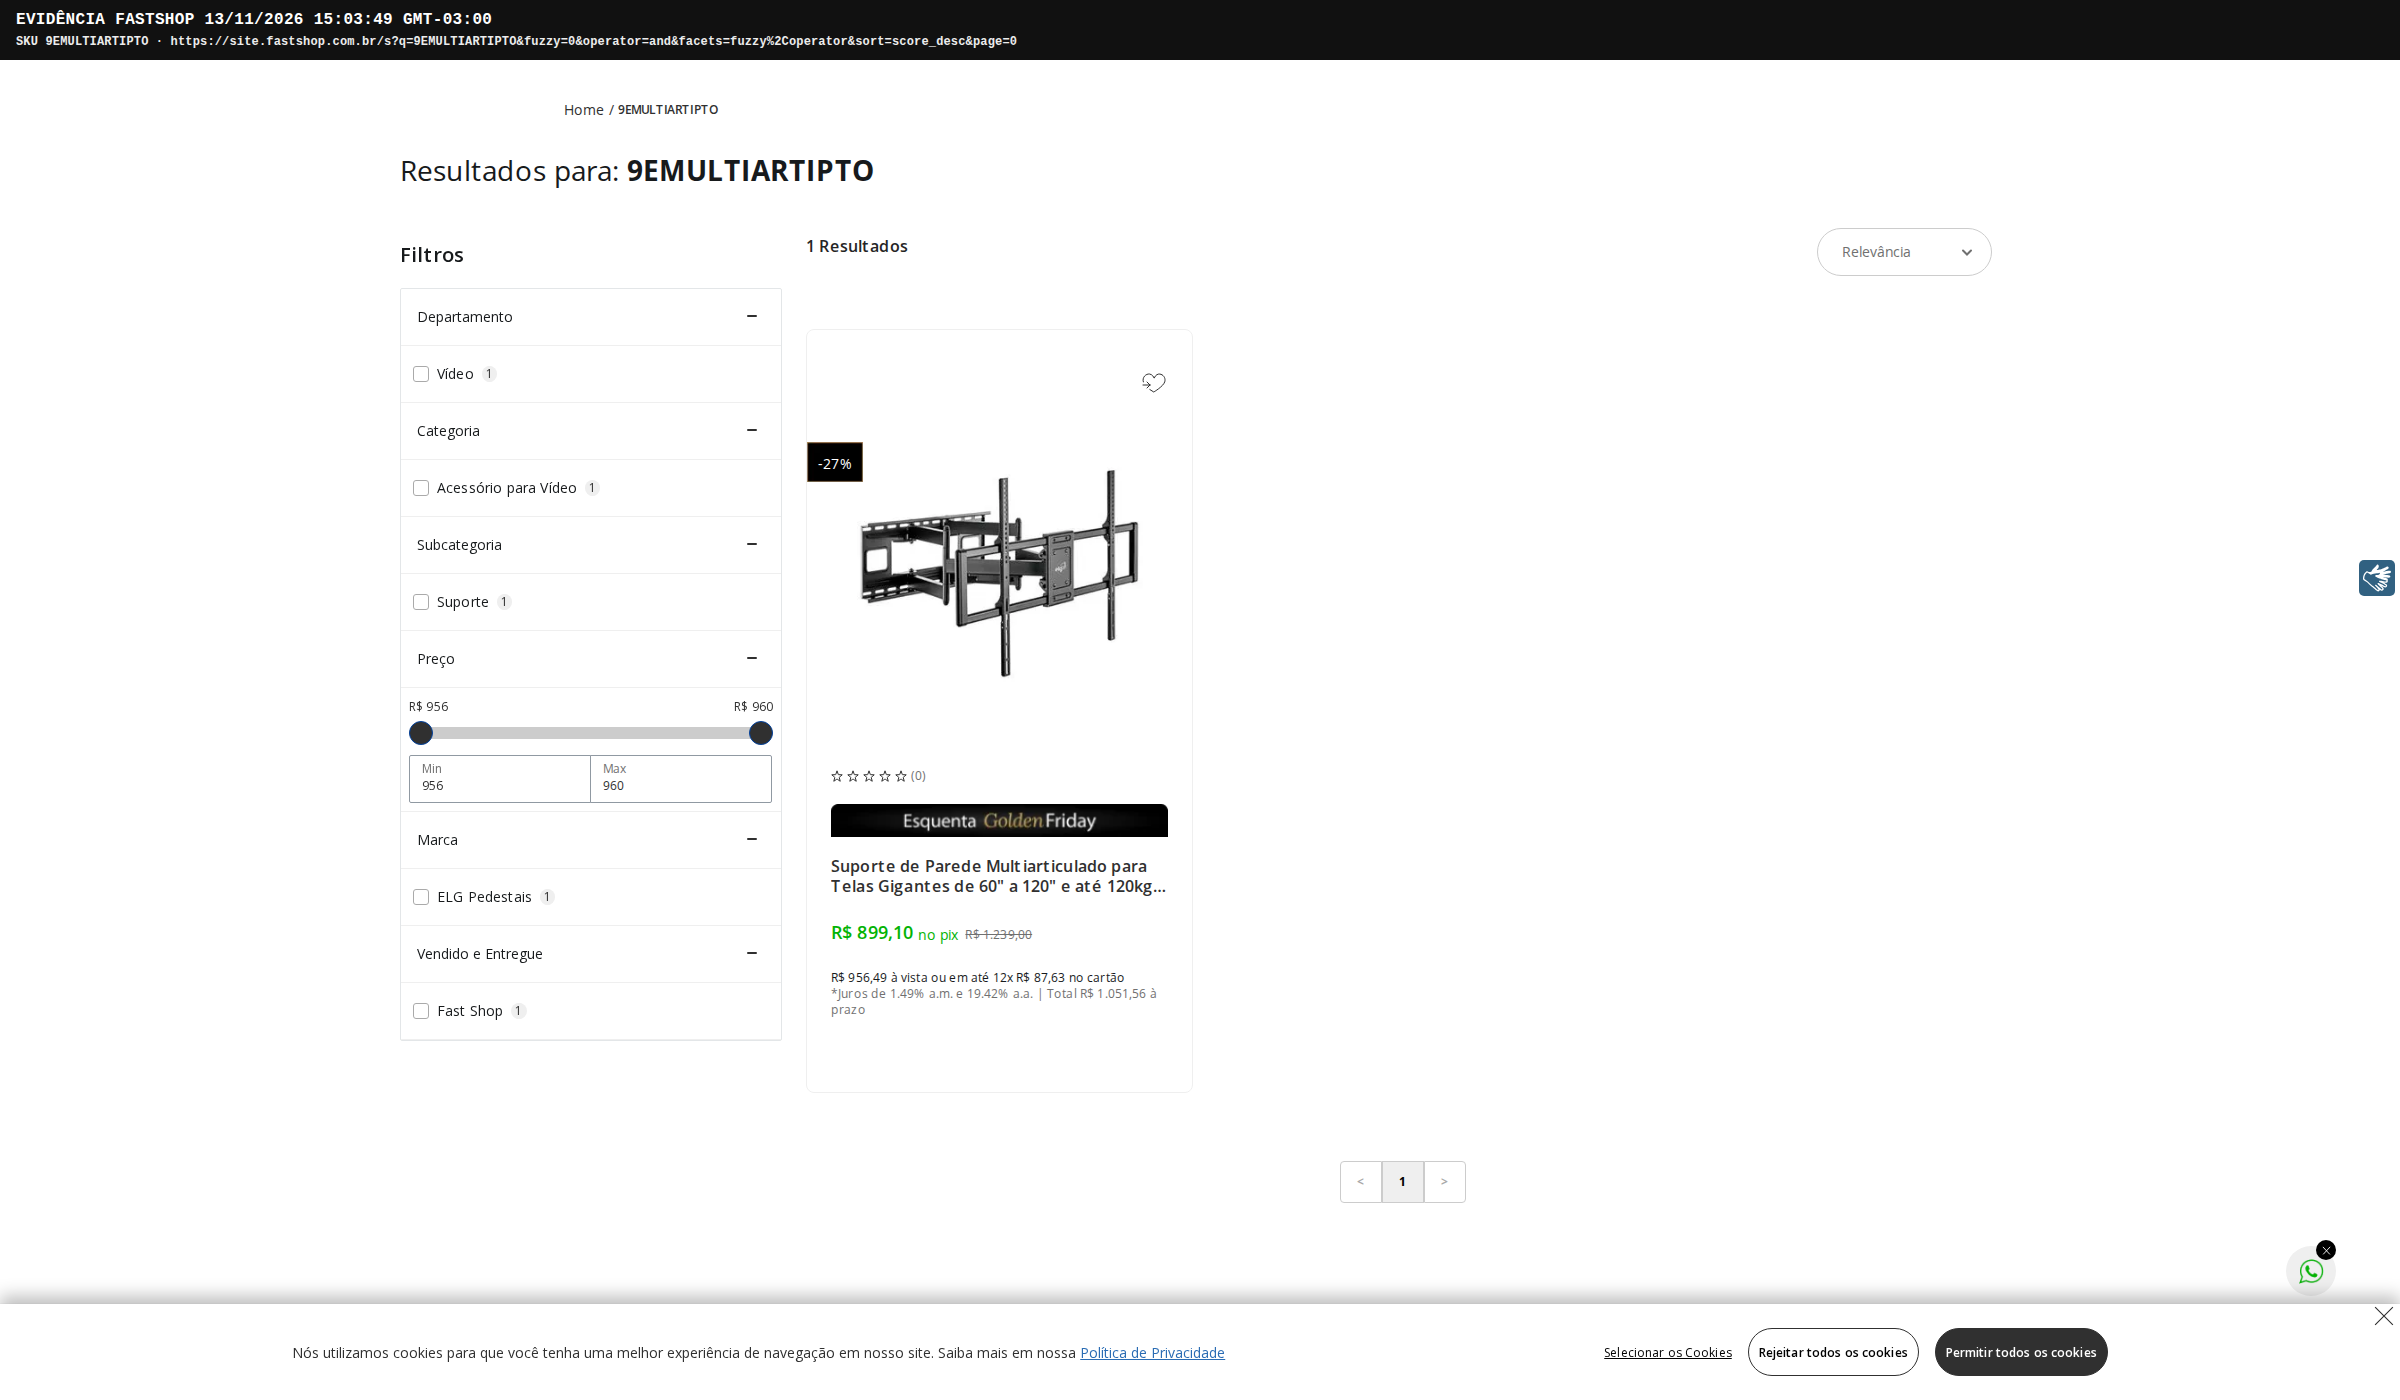 EVIDÊNCIA FASTSHOP 13/11/2026 15:03:49 GMT-03:00
SKU 9EMULTIARTIPTO · https://site.fastshop.com.br/s?q=9EMULTIARTIPTO&fuzzy=0&operator=and&facets=fuzzy%2Coperator&sort=score_desc&page=0
Home / 9EMULTIARTIPTO
Resultados para: 9EMULTIARTIPTO
Filtros
1 Resultados
Relevância
Departamento
Vídeo 1
Categoria
Acessório para Vídeo 1
Subcategoria
Suporte 1
Preço
R$ 956 R$ 960
Min Max
956 960
Marca
ELG Pedestais 1
Vendido e Entregue
Fast Shop 1
-27%
(0)
Esquenta Golden Friday
Suporte de Parede Multiarticulado para
Telas Gigantes de 60" a 120" e até 120kg...
R$ 899,10 no pix R$ 1.239,00
R$ 956,49 à vista ou em até 12x R$ 87,63 no cartão
*Juros de 1.49% a.m. e 19.42% a.a. | Total R$ 1.051,56 à
prazo
< 1 >
Nós utilizamos cookies para que você tenha uma melhor experiência de navegação em nosso site. Saiba mais em nossa Política de Privacidade
Selecionar os Cookies
Rejeitar todos os cookies
Permitir todos os cookies